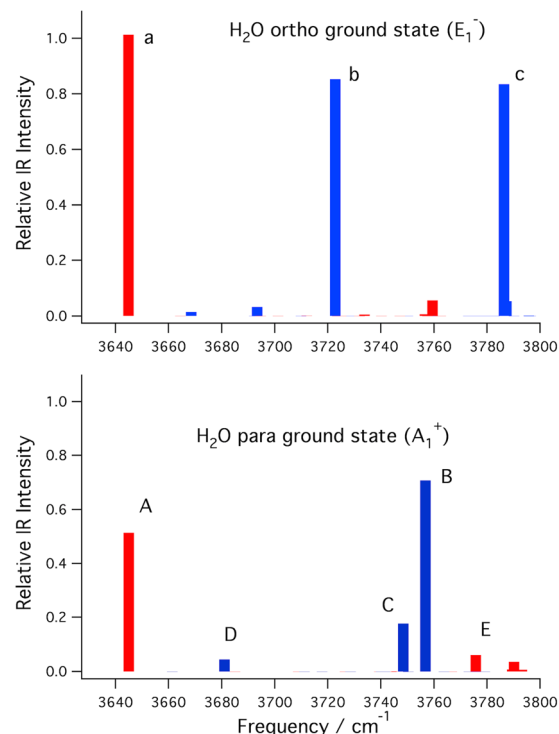 H₂O ortho ground state (E₁⁻)
a
b
c
Relative IR Intensity
1.0
0.8
0.6
0.4
0.2
0.0
3640 3660 3680 3700 3720 3740 3760 3780 3800
H₂O para ground state (A₁⁺)
A
B
C
D
E
Relative IR Intensity
1.0
0.8
0.6
0.4
0.2
0.0
3640 3660 3680 3700 3720 3740 3760 3780 3800
Frequency / cm⁻¹